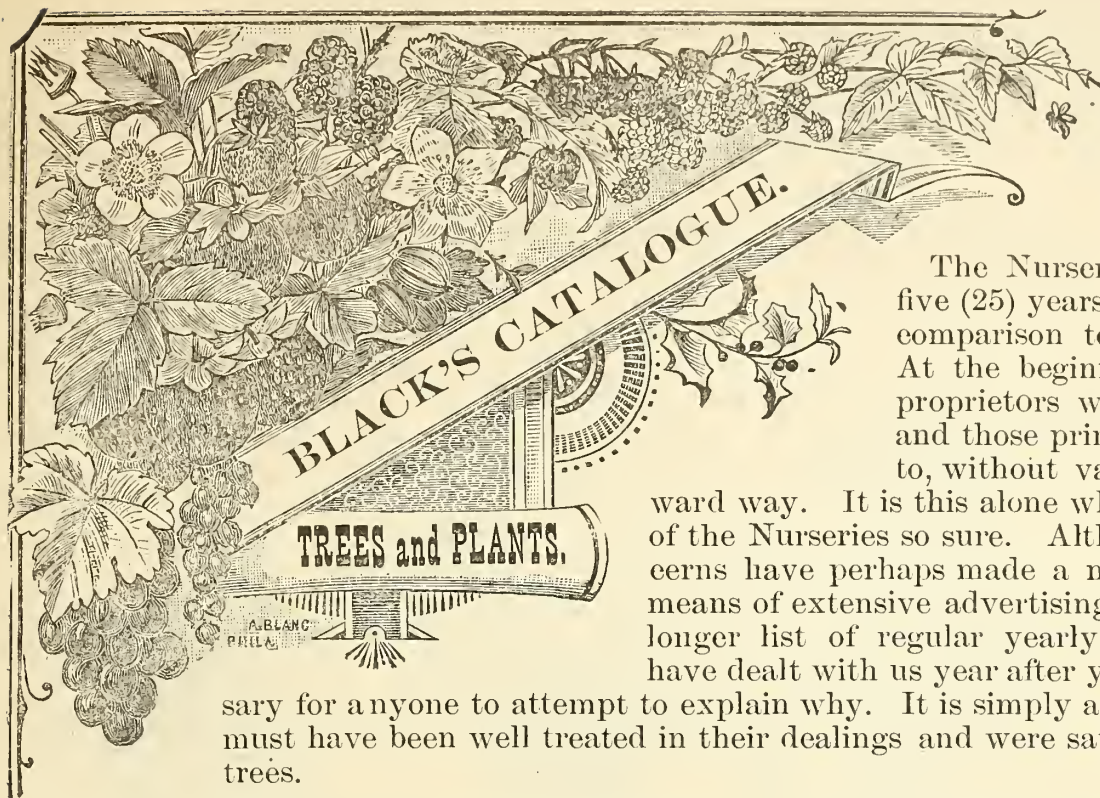 BLACK'S CATALOGUE.
TREES and PLANTS.
A. BLANC
PHILA
The Nurser
five (25) years
comparison to
At the begin
proprietors w
and those prin
to, without va
ward way. It is this alone wh
of the Nurseries so sure. Alth
cerns have perhaps made a m
means of extensive advertising
longer list of regular yearly
have dealt with us year after y
sary for anyone to attempt to explain why. It is simply a
must have been well treated in their dealings and were sa
trees.